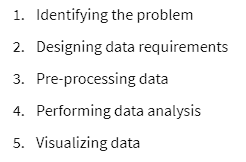 1. Identifying the problem
2. Designing data requirements
3. Pre-processing data
4. Performing data analysis
5. Visualizing data